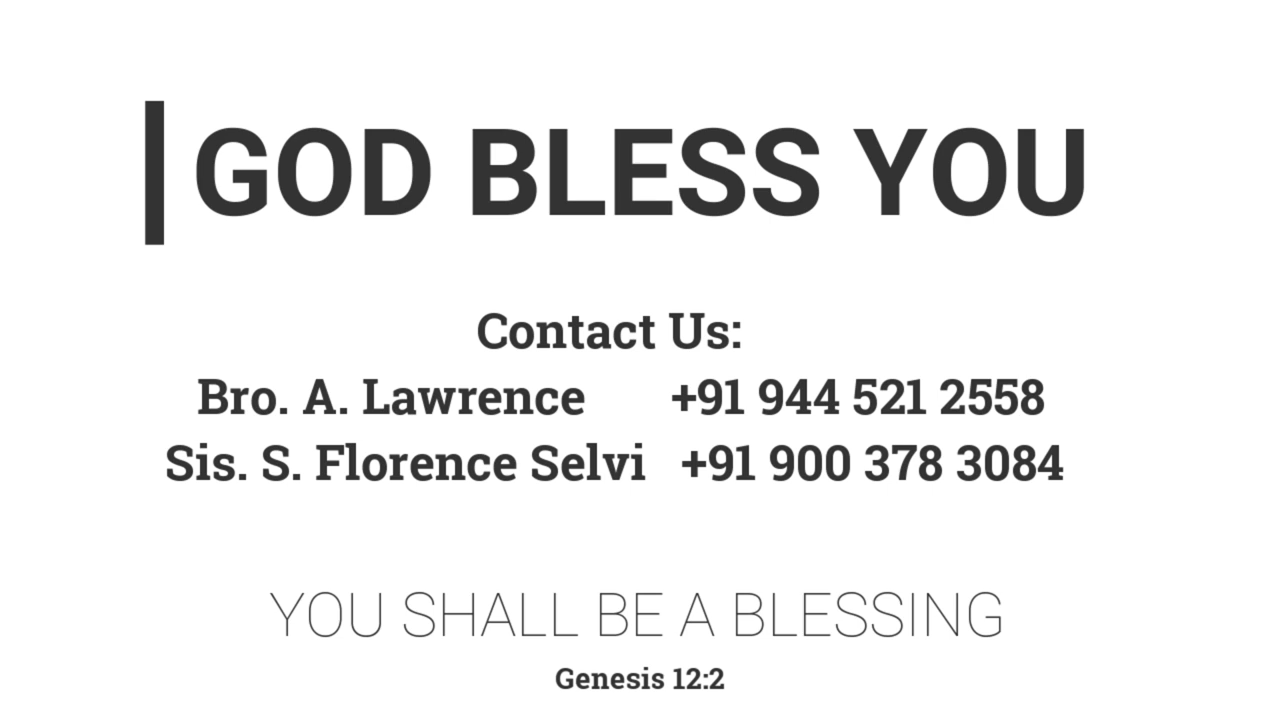 GOD BLESS YOU
Contact Us:
Bro. A. Lawrence +91 944 521 2558
Sis. S. Florence Selvi +91 900 378 3084
YOU SHALL BE A BLESSING
Genesis 12:2